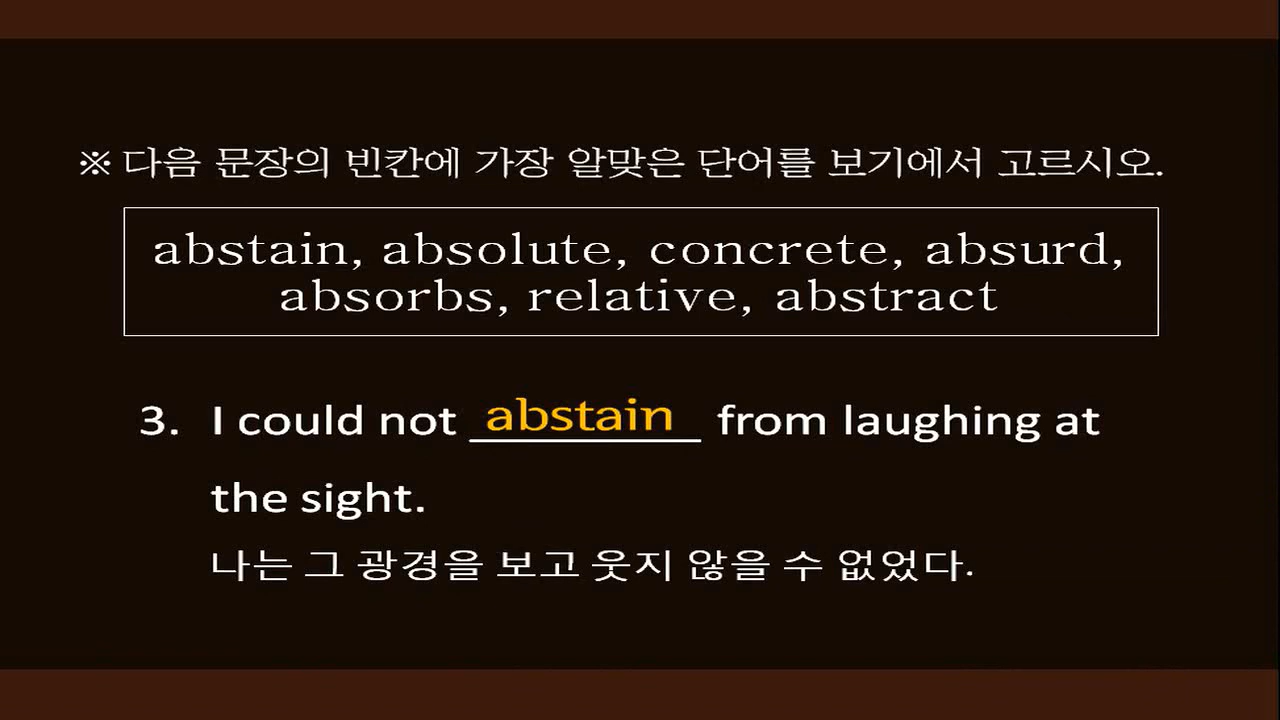 ※ 다음 문장의 빈칸에 가장 알맞은 단어를 보기에서 고르시오.
abstain, absolute, concrete, absurd,
absorbs, relative, abstract
3. I could not abstain from laughing at
the sight.
나는 그 광경을 보고 웃지 않을 수 없었다.